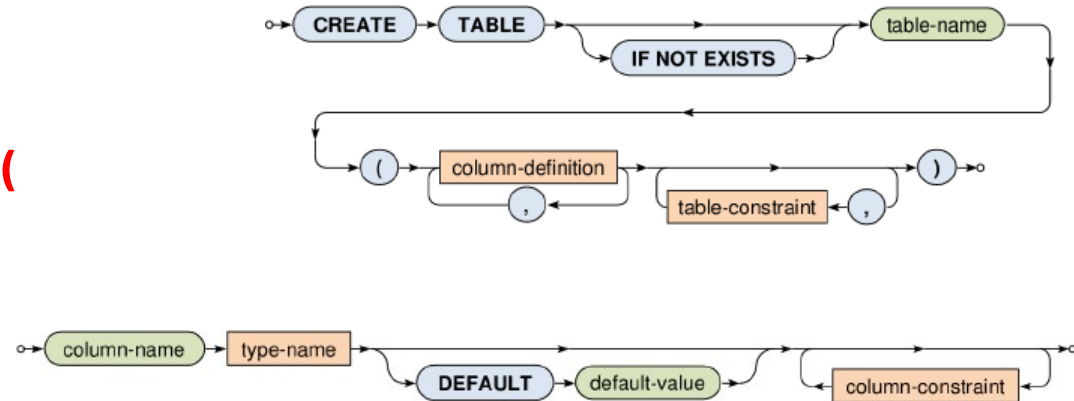 CREATE TABLE table-name
IF NOT EXISTS
(
( column-definition )
, table-constraint ,
column-name type-name
DEFAULT default-value column-constraint